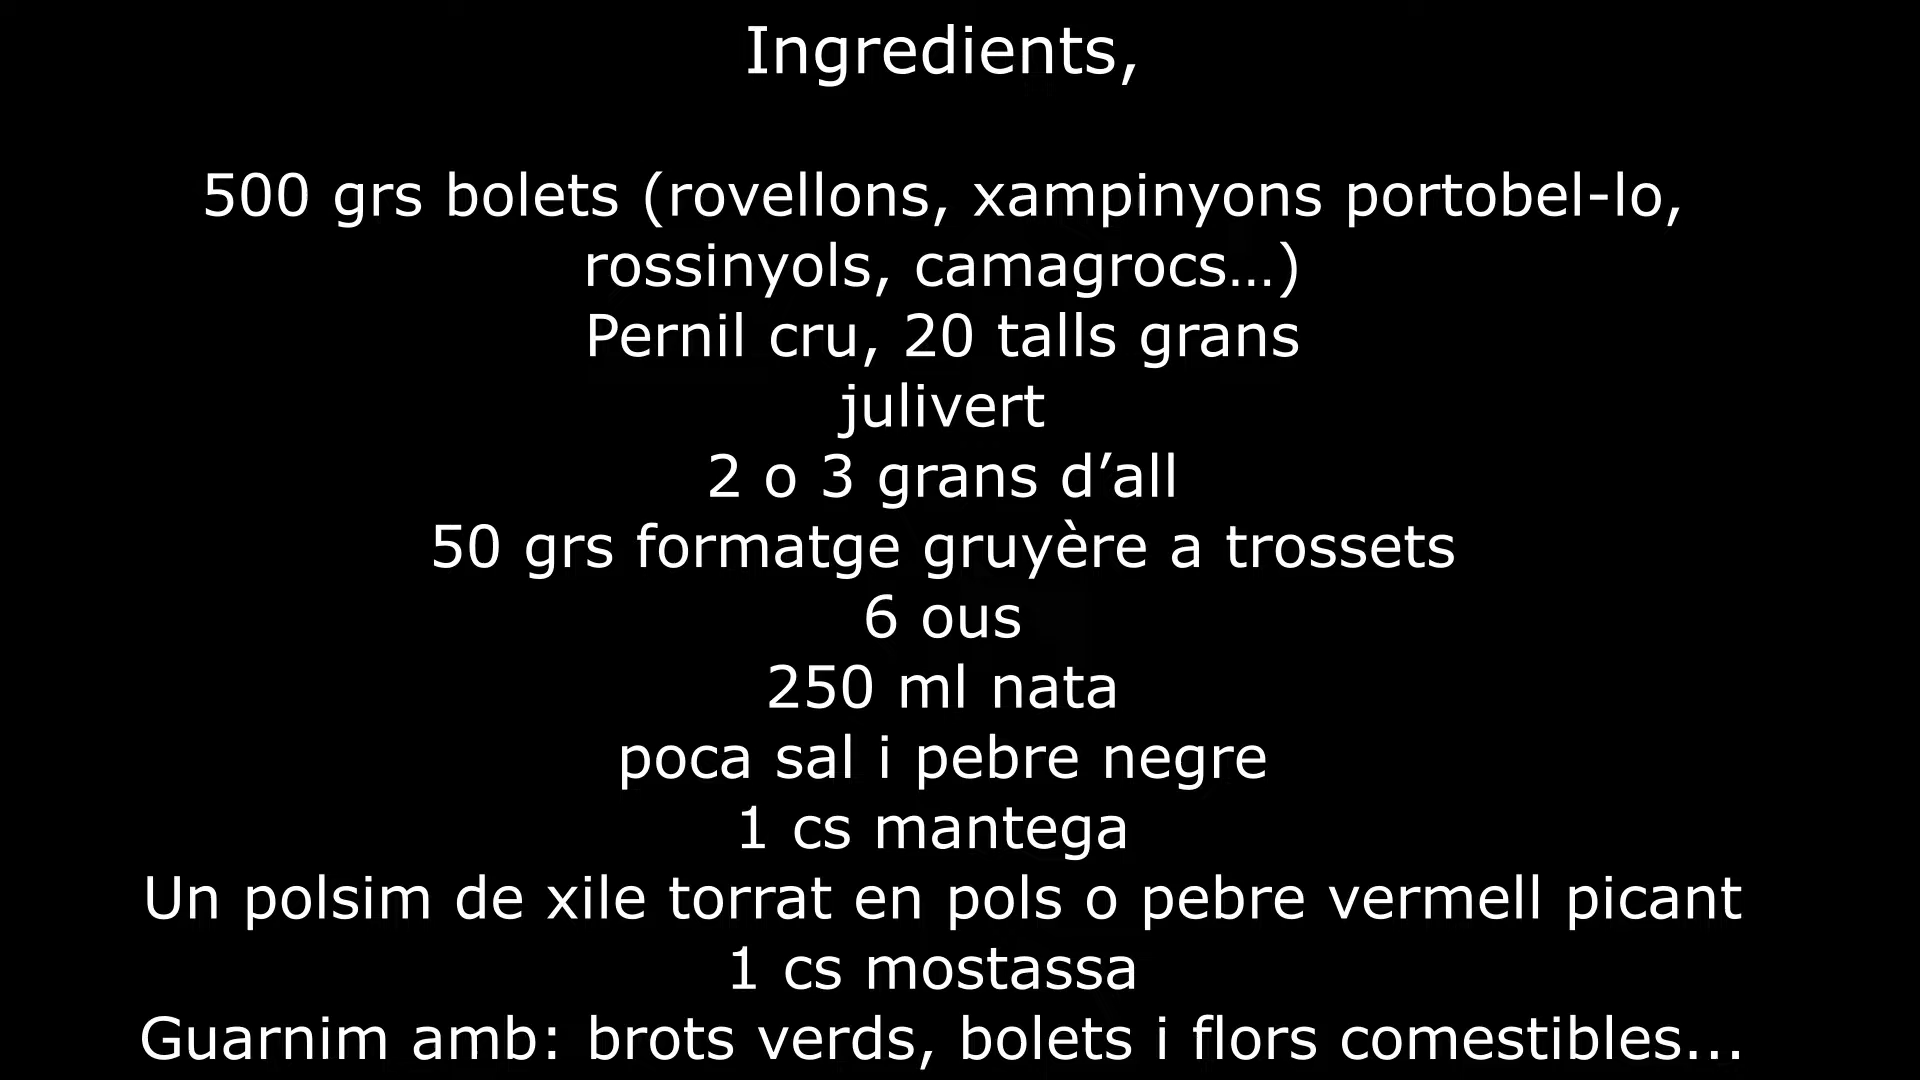 Ingredients,
500 grs bolets (rovellons, xampinyons portobel-lo,
rossinyols, camagrocs…)
Pernil cru, 20 talls grans
julivert
2 o 3 grans d’all
50 grs formatge gruyère a trossets
6 ous
250 ml nata
poca sal i pebre negre
1 cs mantega
Un polsim de xile torrat en pols o pebre vermell picant
1 cs mostassa
Guarnim amb: brots verds, bolets i flors comestibles...